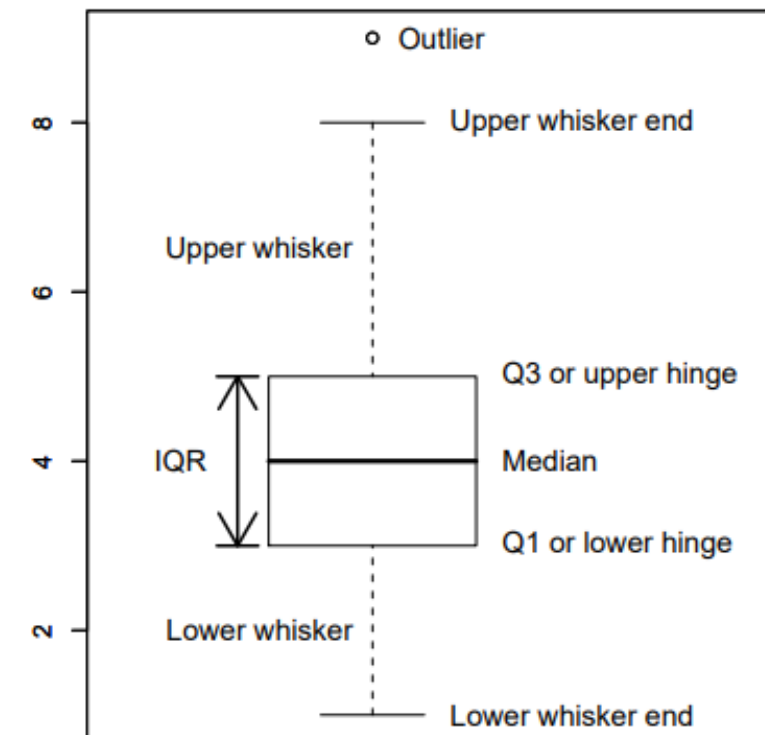 Outlier
8
Upper whisker end
Upper whisker
6
Q3 or upper hinge
IQR
4
Median
Q1 or lower hinge
2
Lower whisker
Lower whisker end